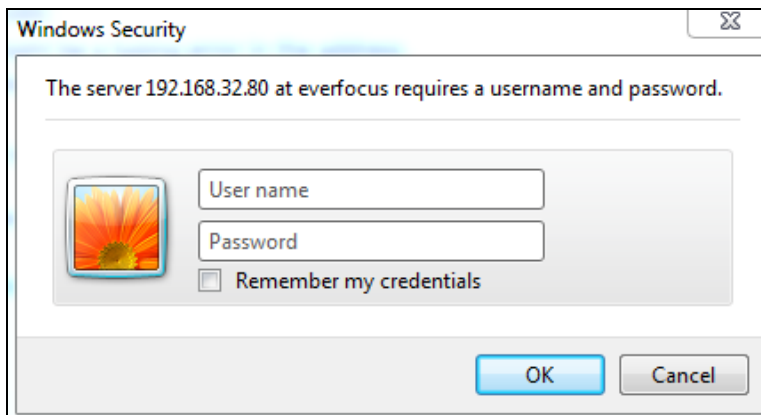 Windows Security
The server 192.168.32.80 at everfocus requires a username and password.
User name
Password
Remember my credentials
OK Cancel